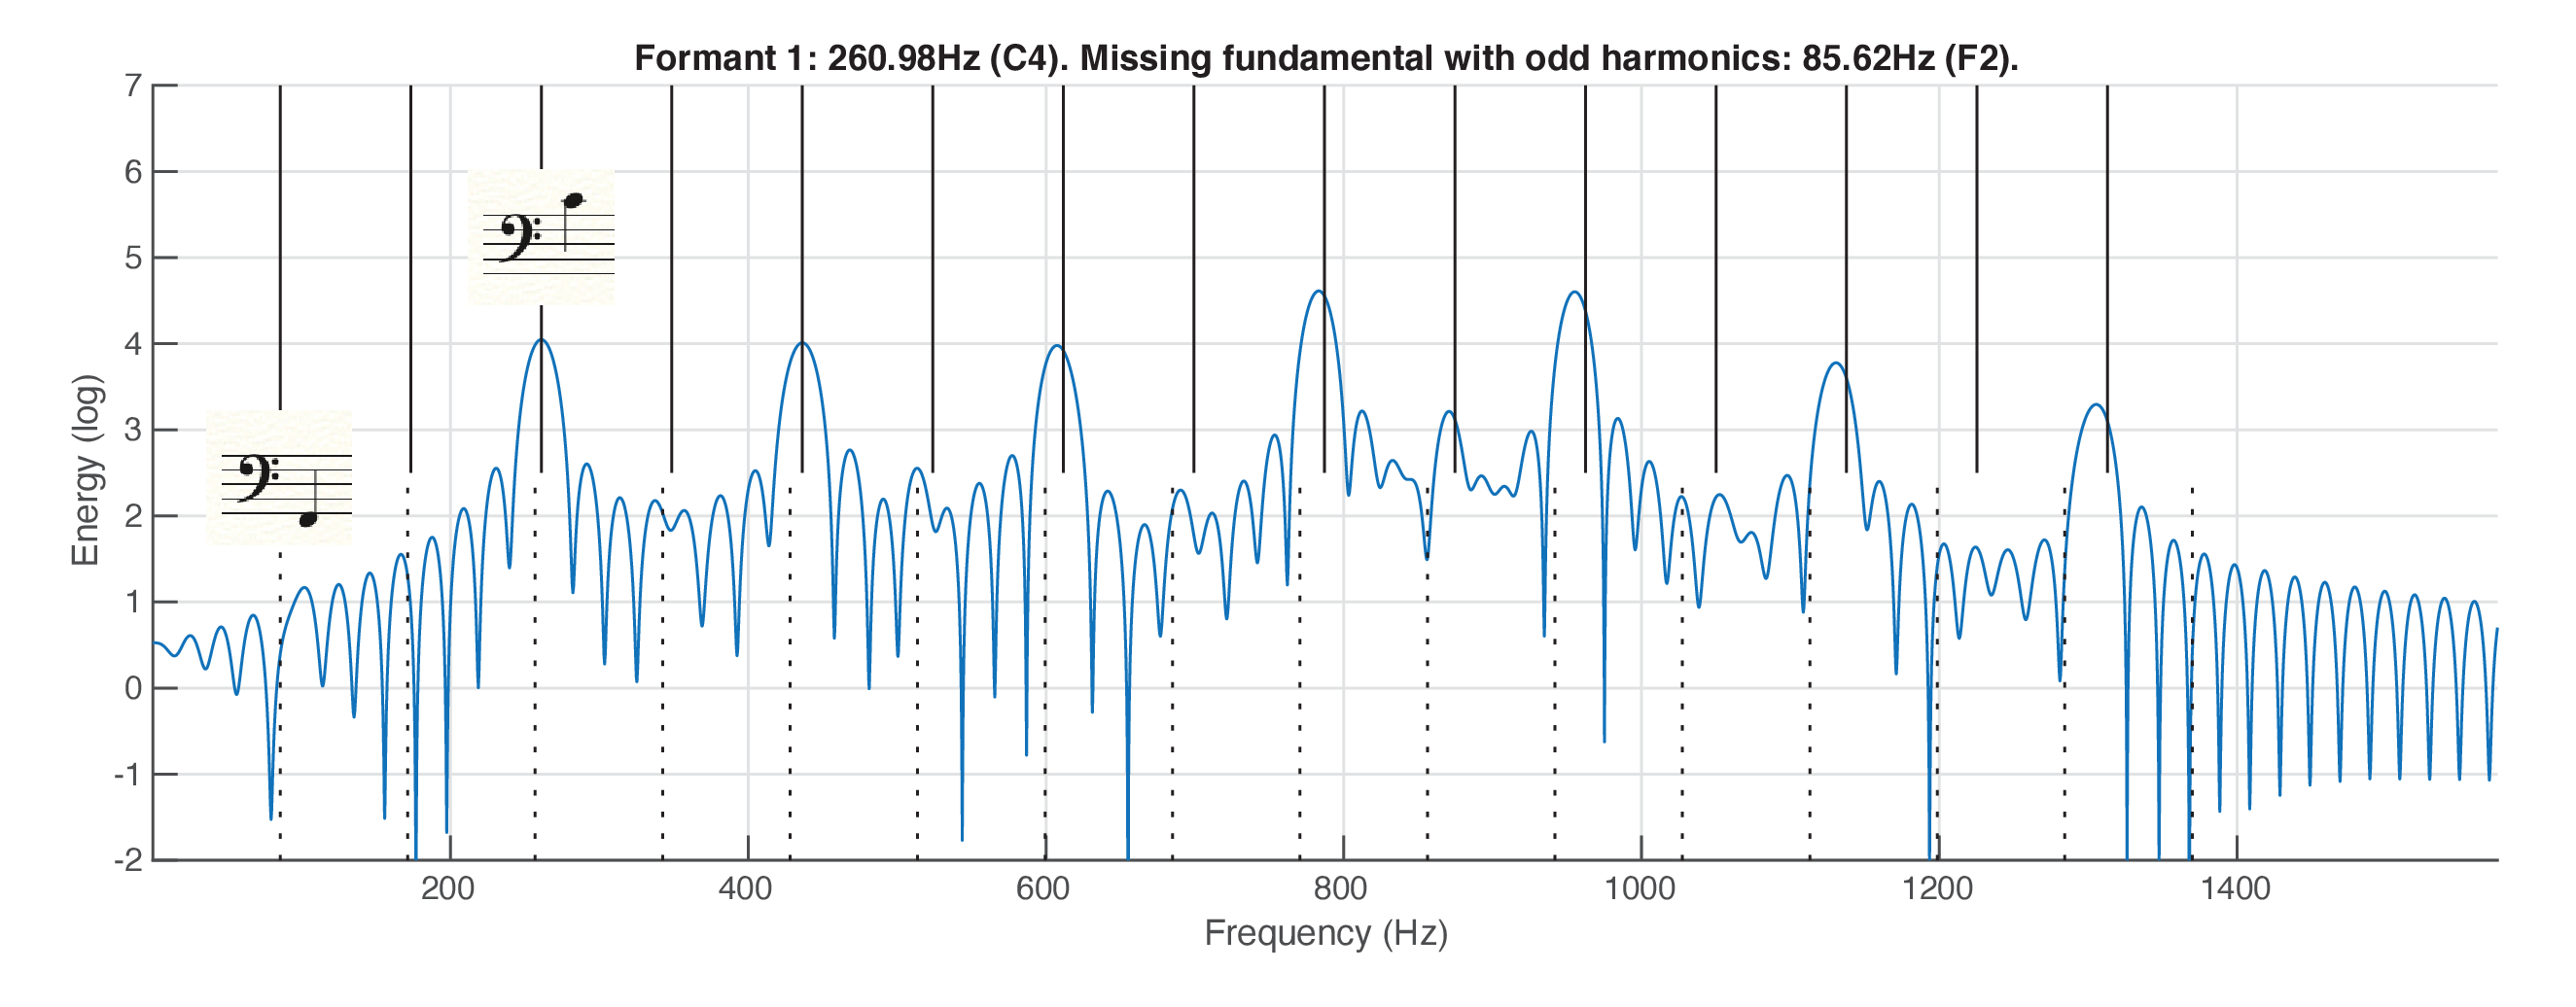 Formant 1: 260.98Hz (C4). Missing fundamental with odd harmonics: 85.62Hz (F2).
7
6
5
4
3
2
1
0
-1
-2
Energy (log)
200 400 600 800 1000 1200 1400
Frequency (Hz)